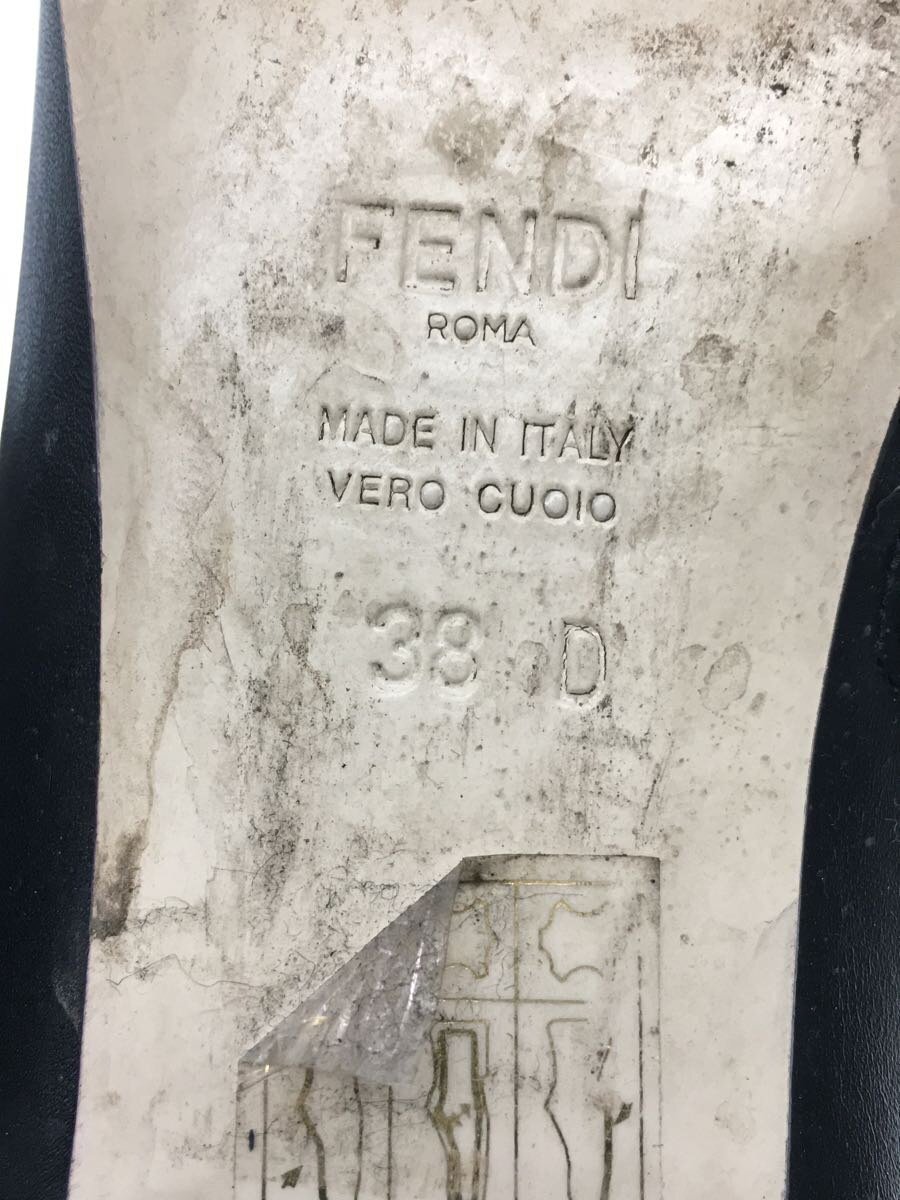 FENDI
ROMA
MADE IN ITALY
VERO CUOIO
38 D